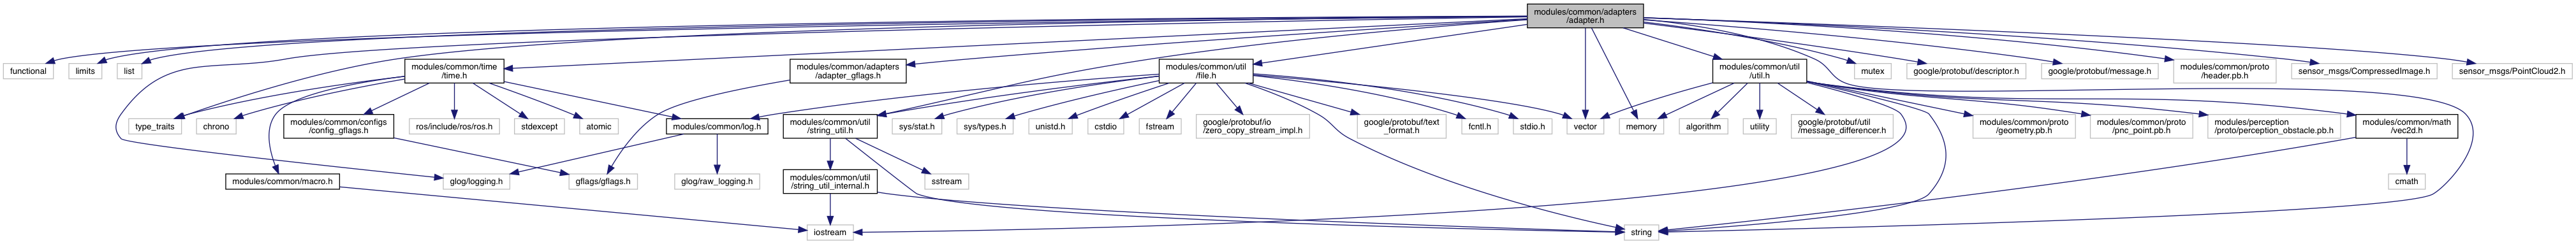 modules/common/adapters
/adapter.h
functional
limits
list
modules/common/time
/time.h
modules/common/adapters
/adapter_gflags.h
modules/common/util
/file.h
modules/common/util
/util.h
mutex
google/protobuf/descriptor.h
google/protobuf/message.h
modules/common/proto
/header.pb.h
sensor_msgs/CompressedImage.h
sensor_msgs/PointCloud2.h
type_traits
chrono
modules/common/configs
/config_gflags.h
ros/include/ros/ros.h
stdexcept
atomic
modules/common/log.h
modules/common/util
/string_util.h
sys/stat.h
sys/types.h
unistd.h
cstdio
fstream
google/protobuf/io
/zero_copy_stream_impl.h
google/protobuf/text
_format.h
fcntl.h
stdio.h
vector
memory
algorithm
utility
google/protobuf/util
/message_differencer.h
modules/common/proto
/geometry.pb.h
modules/common/proto
/pnc_point.pb.h
modules/perception
/proto/perception_obstacle.pb.h
modules/common/math
/vec2d.h
modules/common/macro.h
glog/logging.h
gflags/gflags.h
glog/raw_logging.h
modules/common/util
/string_util_internal.h
sstream
cmath
iostream
string